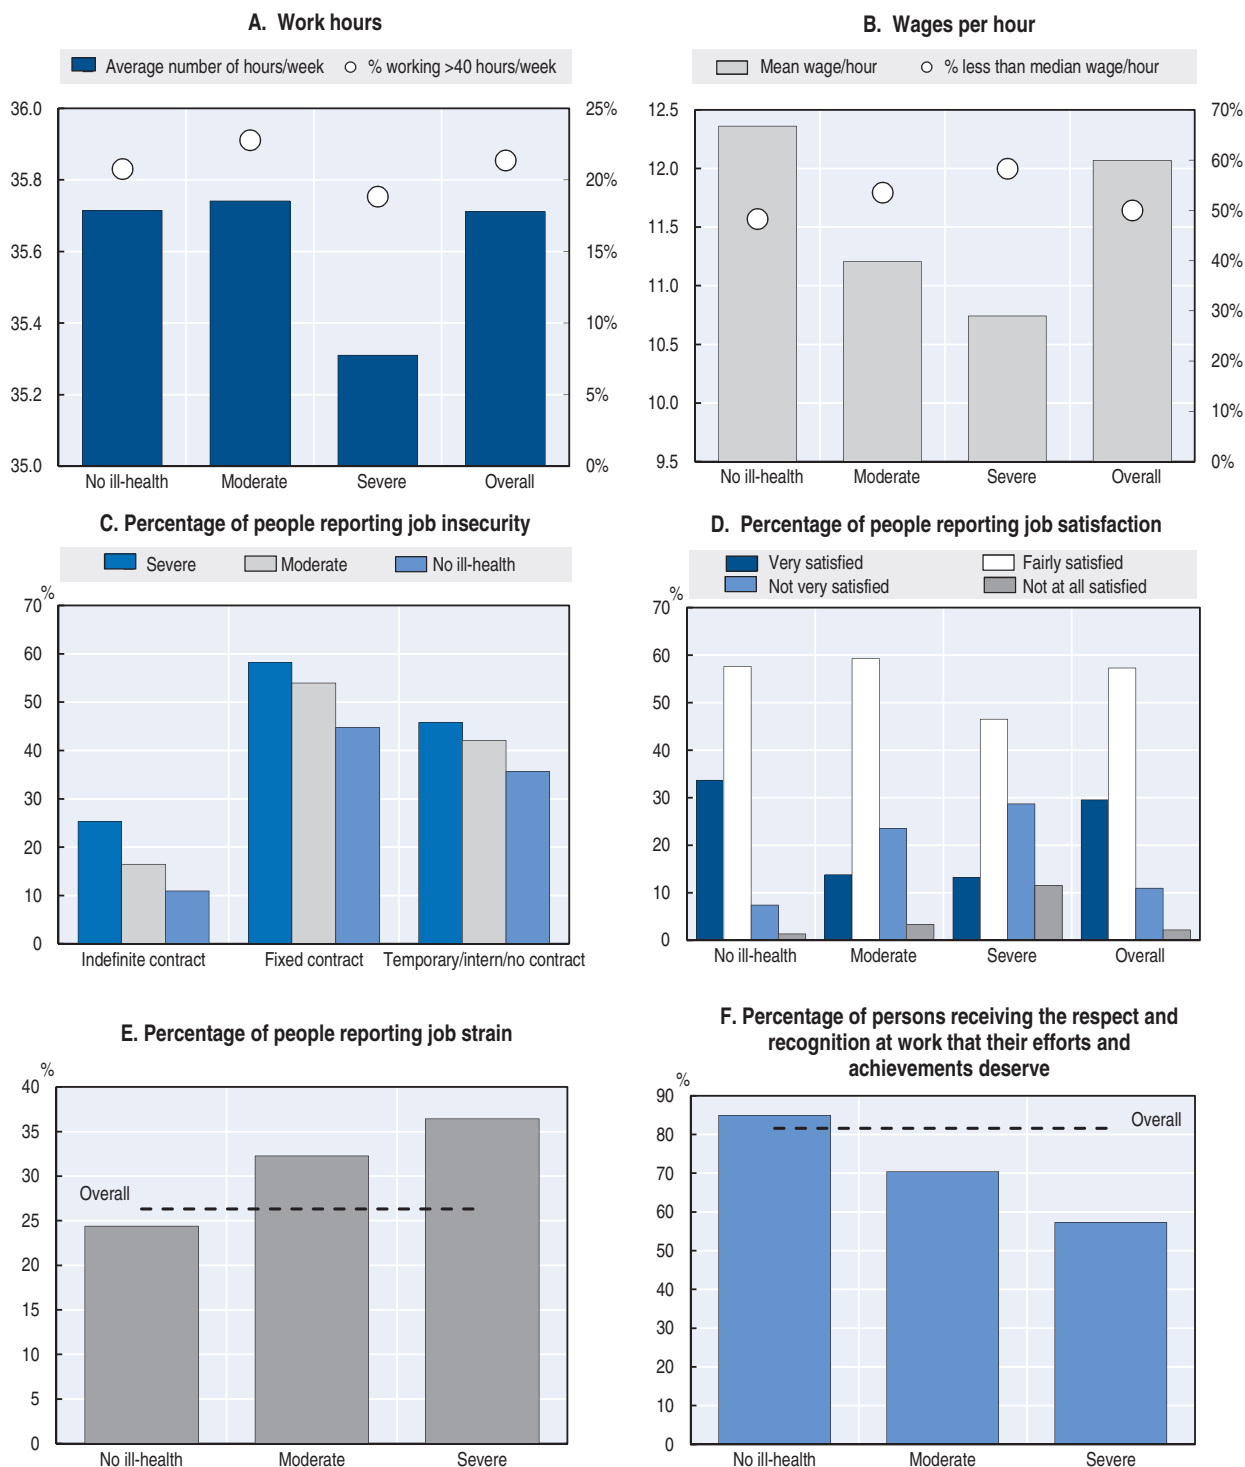 A. Work hours
Average number of hours/week
% working >40 hours/week
36.0
35.8
35.6
35.4
35.2
35.0
25%
20%
15%
10%
5%
0%
No ill-health
Moderate
Severe
Overall
B. Wages per hour
Mean wage/hour
% less than median wage/hour
12.5
12.0
11.5
11.0
10.5
10.0
9.5
70%
60%
50%
40%
30%
20%
10%
0%
No ill-health
Moderate
Severe
Overall
C. Percentage of people reporting job insecurity
Severe
Moderate
No ill-health
%
70
60
50
40
30
20
10
0
Indefinite contract
Fixed contract
Temporary/intern/no contract
D. Percentage of people reporting job satisfaction
Very satisfied
Fairly satisfied
Not very satisfied
Not at all satisfied
%
70
60
50
40
30
20
10
0
No ill-health
Moderate
Severe
Overall
E. Percentage of people reporting job strain
%
40
35
30
25
20
15
10
5
0
Overall
No ill-health
Moderate
Severe
F. Percentage of persons receiving the respect and
recognition at work that their efforts and
achievements deserve
%
90
80
70
60
50
40
30
20
10
0
Overall
No ill-health
Moderate
Severe